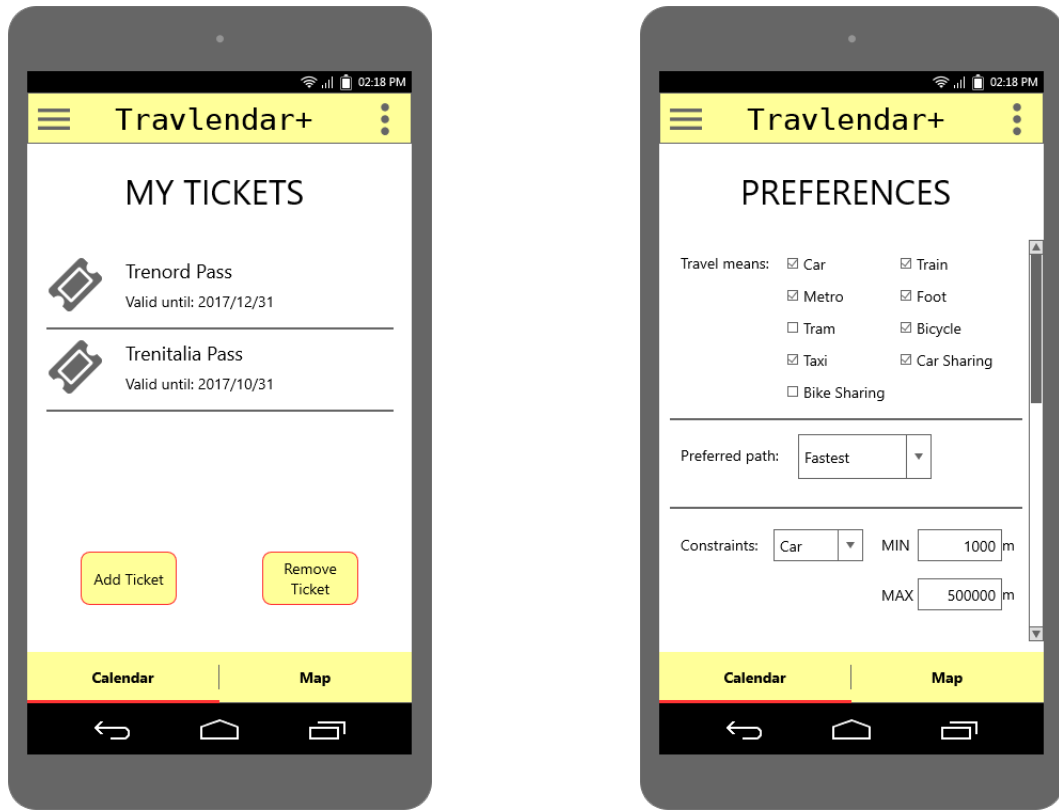 02:18 PM
Travlendar+
MY TICKETS
Trenord Pass
Valid until: 2017/12/31
Trenitalia Pass
Valid until: 2017/10/31
Add Ticket
Remove
Ticket
Calendar
Map
02:18 PM
Travlendar+
PREFERENCES
Travel means:
Car
Train
Metro
Foot
Tram
Bicycle
Taxi
Car Sharing
Bike Sharing
Preferred path:
Fastest
Constraints:
Car
MIN
1000 m
MAX
500000 m
Calendar
Map